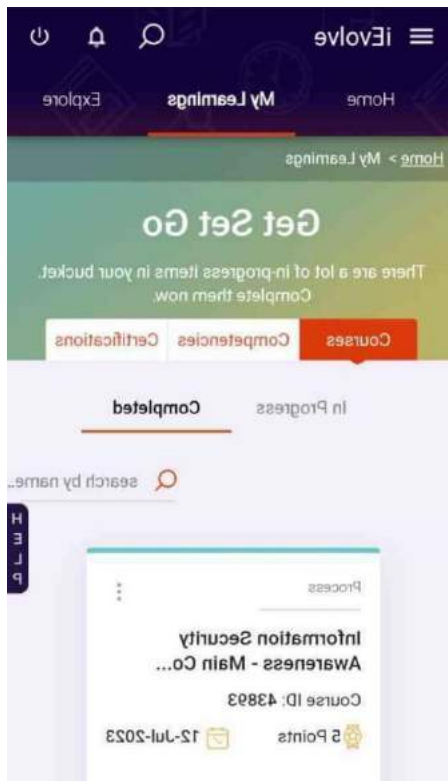 iEvolve
Home My Learnings Explore
Home > My Learnings
Get Set Go
There are a lot of in-progress items in your bucket.
Complete them now.
Courses Competencies Certifications
In Progress Completed
search by name..
HELP
Process
Information Security
Awareness - Main Co...
Course ID: 43893
5 Points 12-Jul-2023